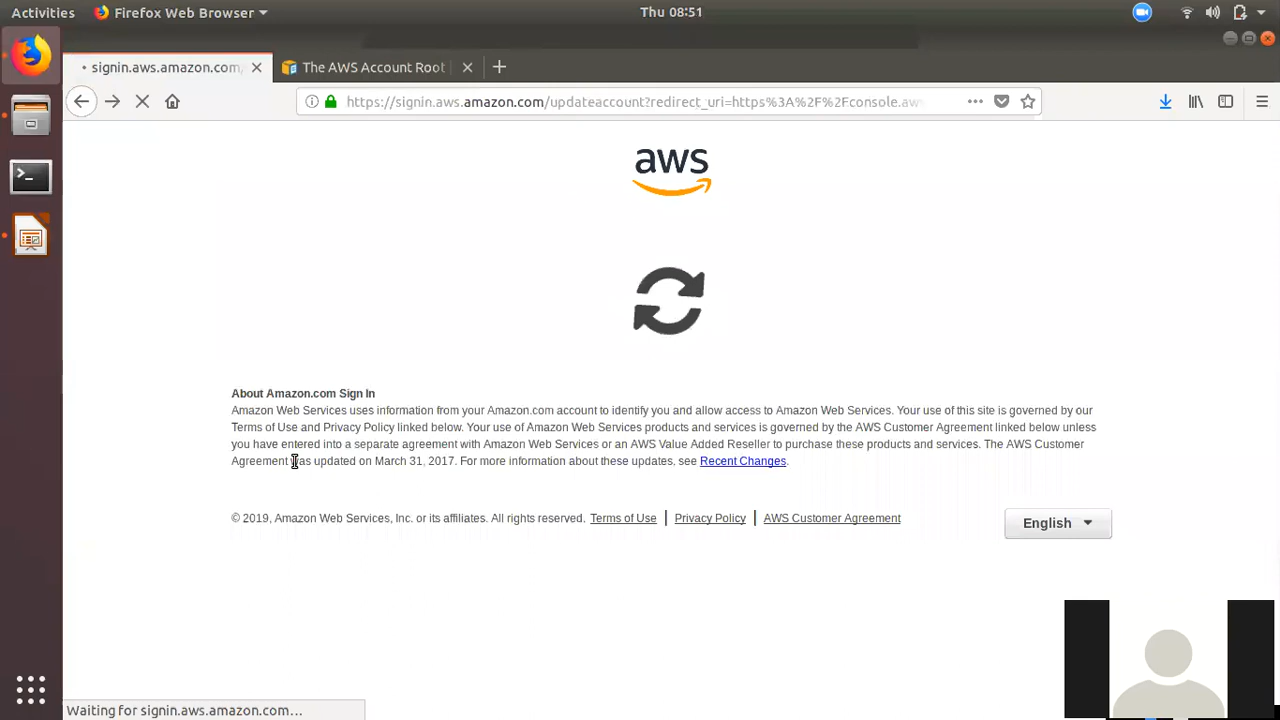 Activities Firefox Web Browser Thu 08:51
signin.aws.amazon.com/ The AWS Account Root
https://signin.aws.amazon.com/updateaccount?redirect_uri=https%3A%2F%2Fconsole.aws
aws
About Amazon.com Sign In
Amazon Web Services uses information from your Amazon.com account to identify you and allow access to Amazon Web Services. Your use of this site is governed by our
Terms of Use and Privacy Policy linked below. Your use of Amazon Web Services products and services is governed by the AWS Customer Agreement linked below unless
you have entered into a separate agreement with Amazon Web Services or an AWS Value Added Reseller to purchase these products and services. The AWS Customer
Agreement was updated on March 31, 2017. For more information about these updates, see Recent Changes.
© 2019, Amazon Web Services, Inc. or its affiliates. All rights reserved. Terms of Use | Privacy Policy | AWS Customer Agreement
English
Waiting for signin.aws.amazon.com…